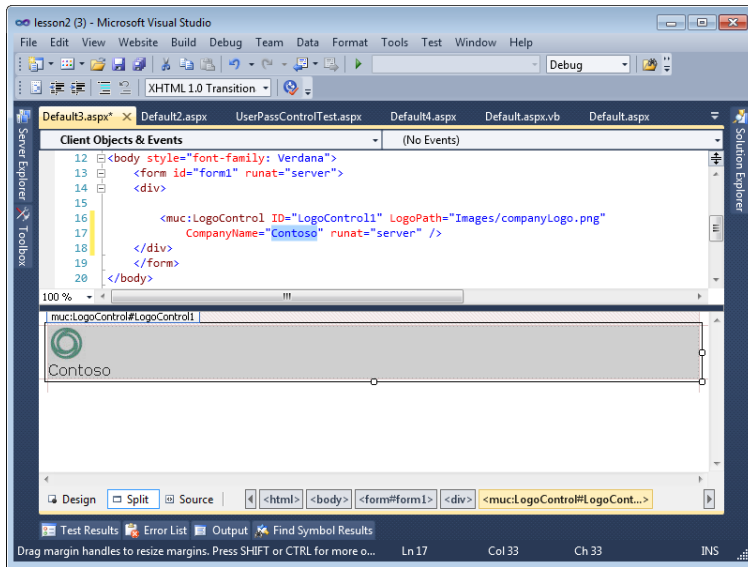 lesson2 (3) - Microsoft Visual Studio
File Edit View Website Build Debug Team Data Format Tools Test Window Help
Debug
XHTML 1.0 Transition
Default3.aspx* Default2.aspx UserPassControlTest.aspx Default4.aspx Default.aspx.vb Default.aspx
Client Objects & Events (No Events)
Server Explorer
Toolbox
Solution Explorer
12 <body style="font-family: Verdana">
13 <form id="form1" runat="server">
14 <div>
15
16 <muc:LogoControl ID="LogoControl1" LogoPath="Images/companyLogo.png"
17 CompanyName="Contoso" runat="server" />
18 </div>
19 </form>
20 </body>
100 %
muc:LogoControl#LogoControl1
Contoso
Design Split Source <html> <body> <form#form1> <div> <muc:LogoControl#LogoCont...>
Test Results Error List Output Find Symbol Results
Drag margin handles to resize margins. Press SHIFT or CTRL for more o... Ln 17 Col 33 Ch 33 INS